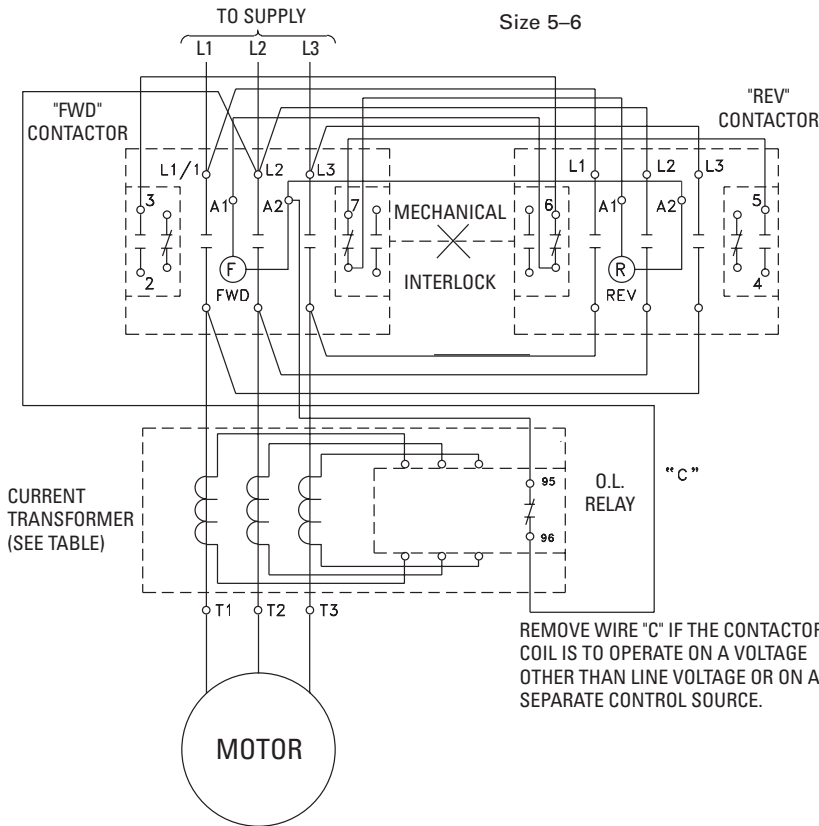 TO SUPPLY
Size 5–6
L1 L2 L3
"FWD"
CONTACTOR
"REV"
CONTACTOR
L1/1 L2 L3
L1 L2 L3
3 A1 A2 7
MECHANICAL
6 A1 A2 5
F
R
2 FWD
INTERLOCK
REV 4
CURRENT
TRANSFORMER
(SEE TABLE)
95
O.L.
RELAY
"C"
96
T1 T2 T3
REMOVE WIRE "C" IF THE CONTACTOR
COIL IS TO OPERATE ON A VOLTAGE
OTHER THAN LINE VOLTAGE OR ON A
SEPARATE CONTROL SOURCE.
MOTOR